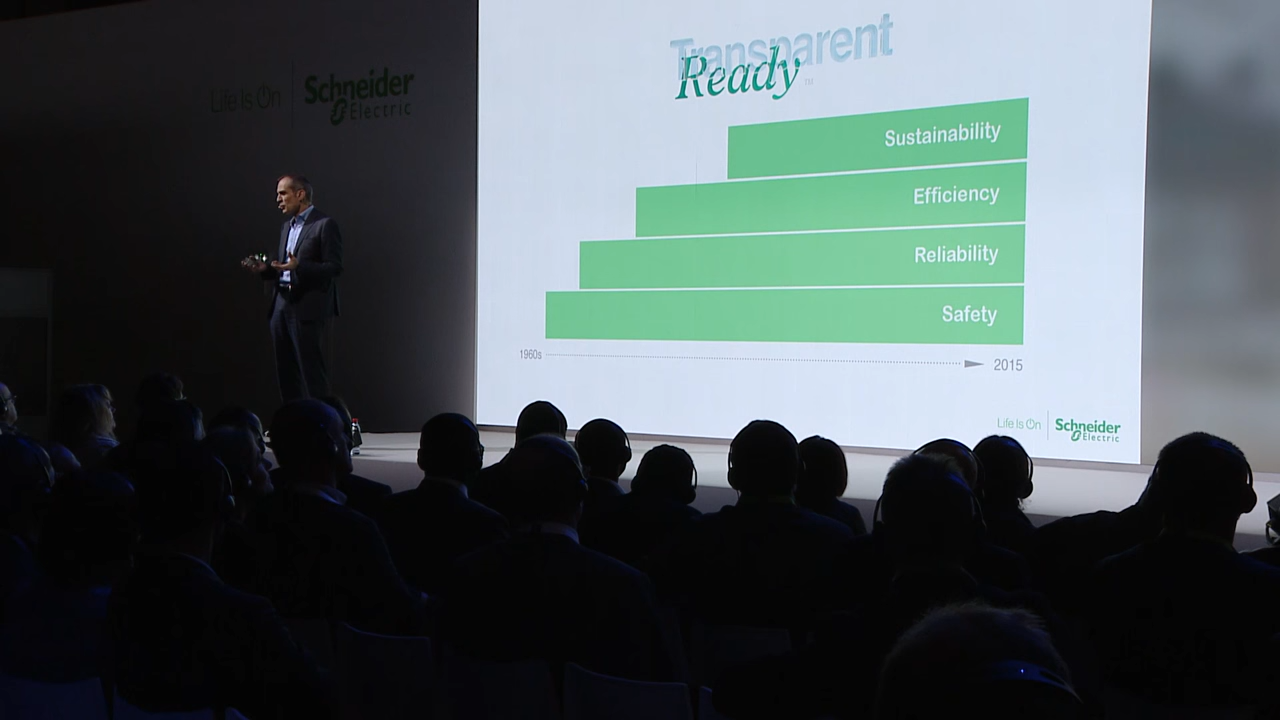 Life Is On
Schneider
Electric
Transparent
Ready
Sustainability
Efficiency
Reliability
Safety
1960s
2015
Life Is On
Schneider
Electric